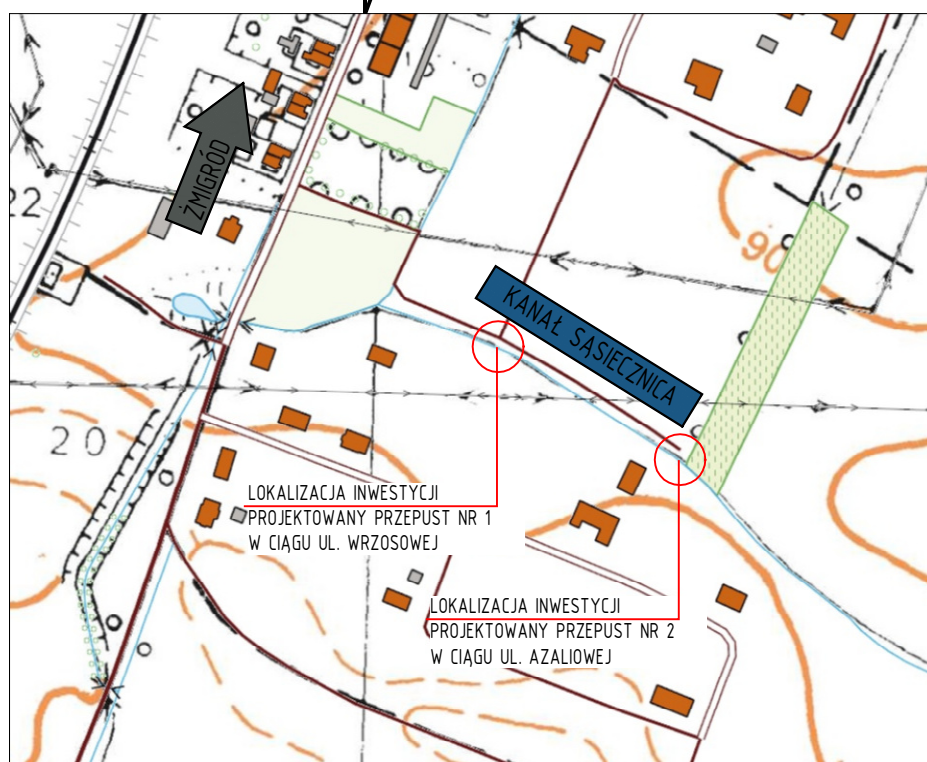 ŻMIGRÓD
22
90
KANAŁ SĄSIECZNICA
20
LOKALIZACJA INWESTYCJI
PROJEKTOWANY PRZEPUST NR 1
W CIĄGU UL. WRZOSOWEJ
LOKALIZACJA INWESTYCJI
PROJEKTOWANY PRZEPUST NR 2
W CIĄGU UL. AZALIOWEJ